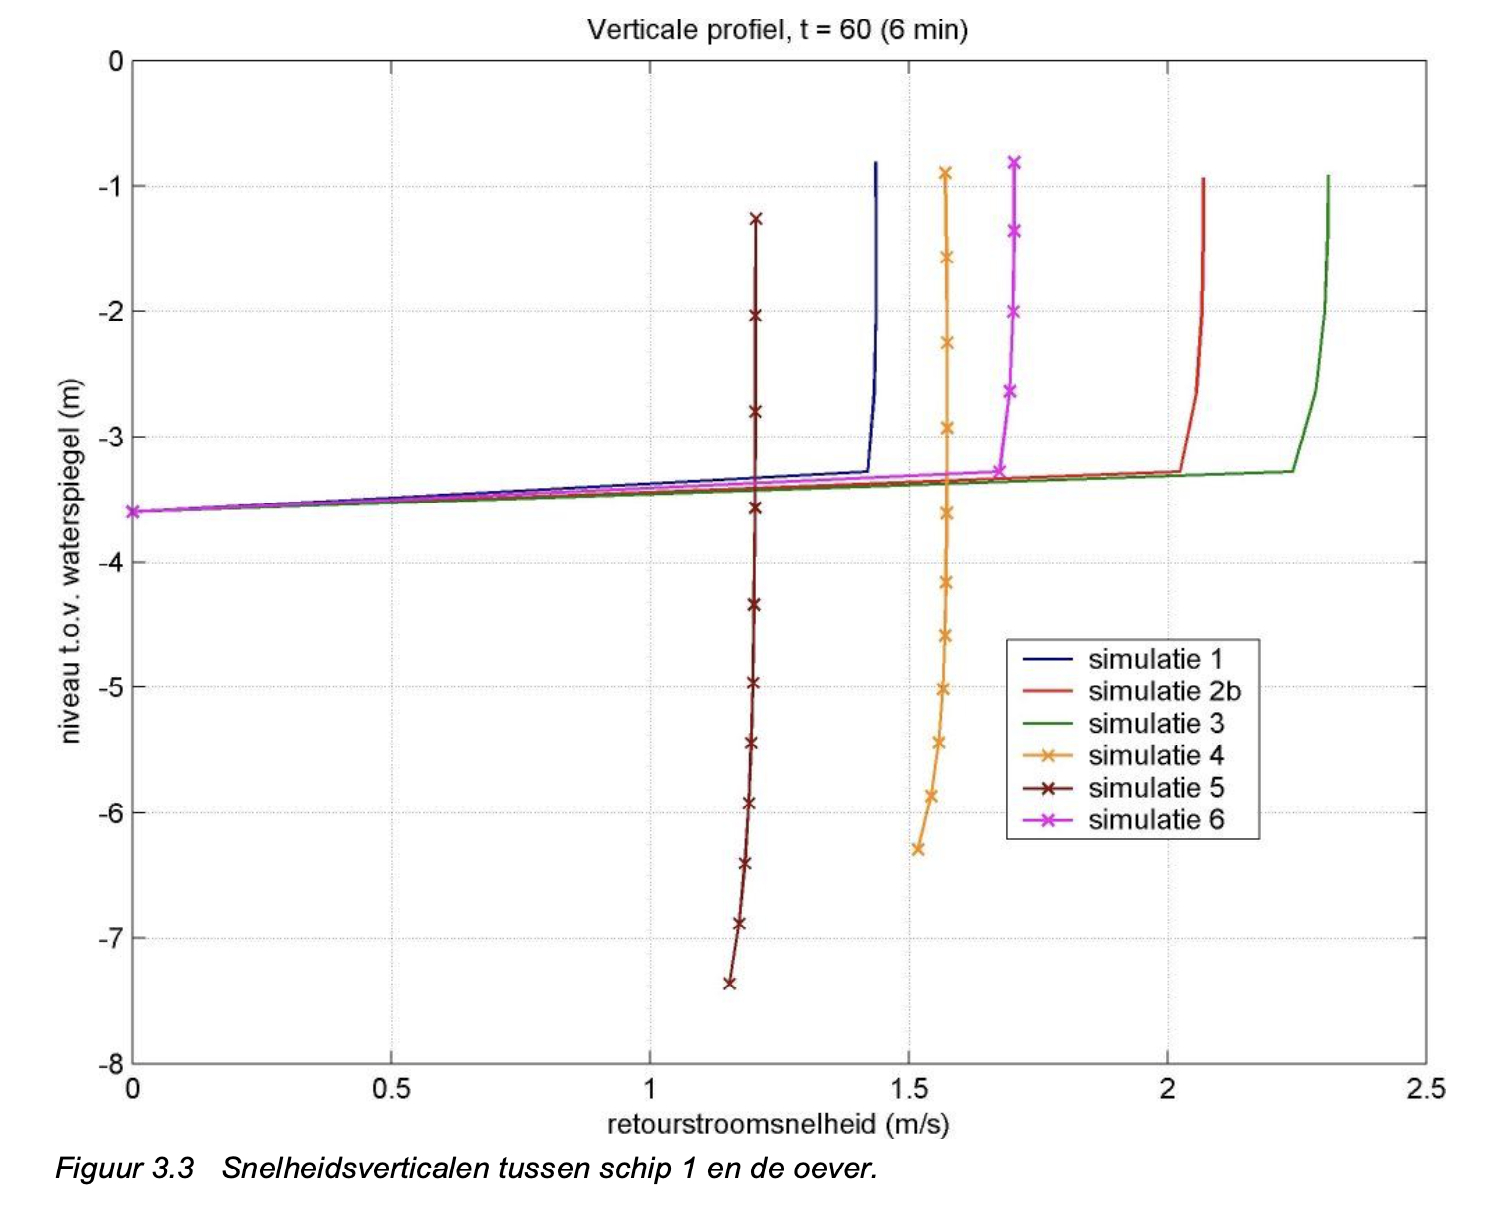 Verticale profiel, t = 60 (6 min)
0
-1
-2
-3
-4
-5
-6
-7
-8
niveau t.o.v. waterspiegel (m)
simulatie 1
simulatie 2b
simulatie 3
simulatie 4
simulatie 5
simulatie 6
0 0.5 1 1.5 2 2.5
retourstroomsnelheid (m/s)
Figuur 3.3 Snelheidsverticalen tussen schip 1 en de oever.